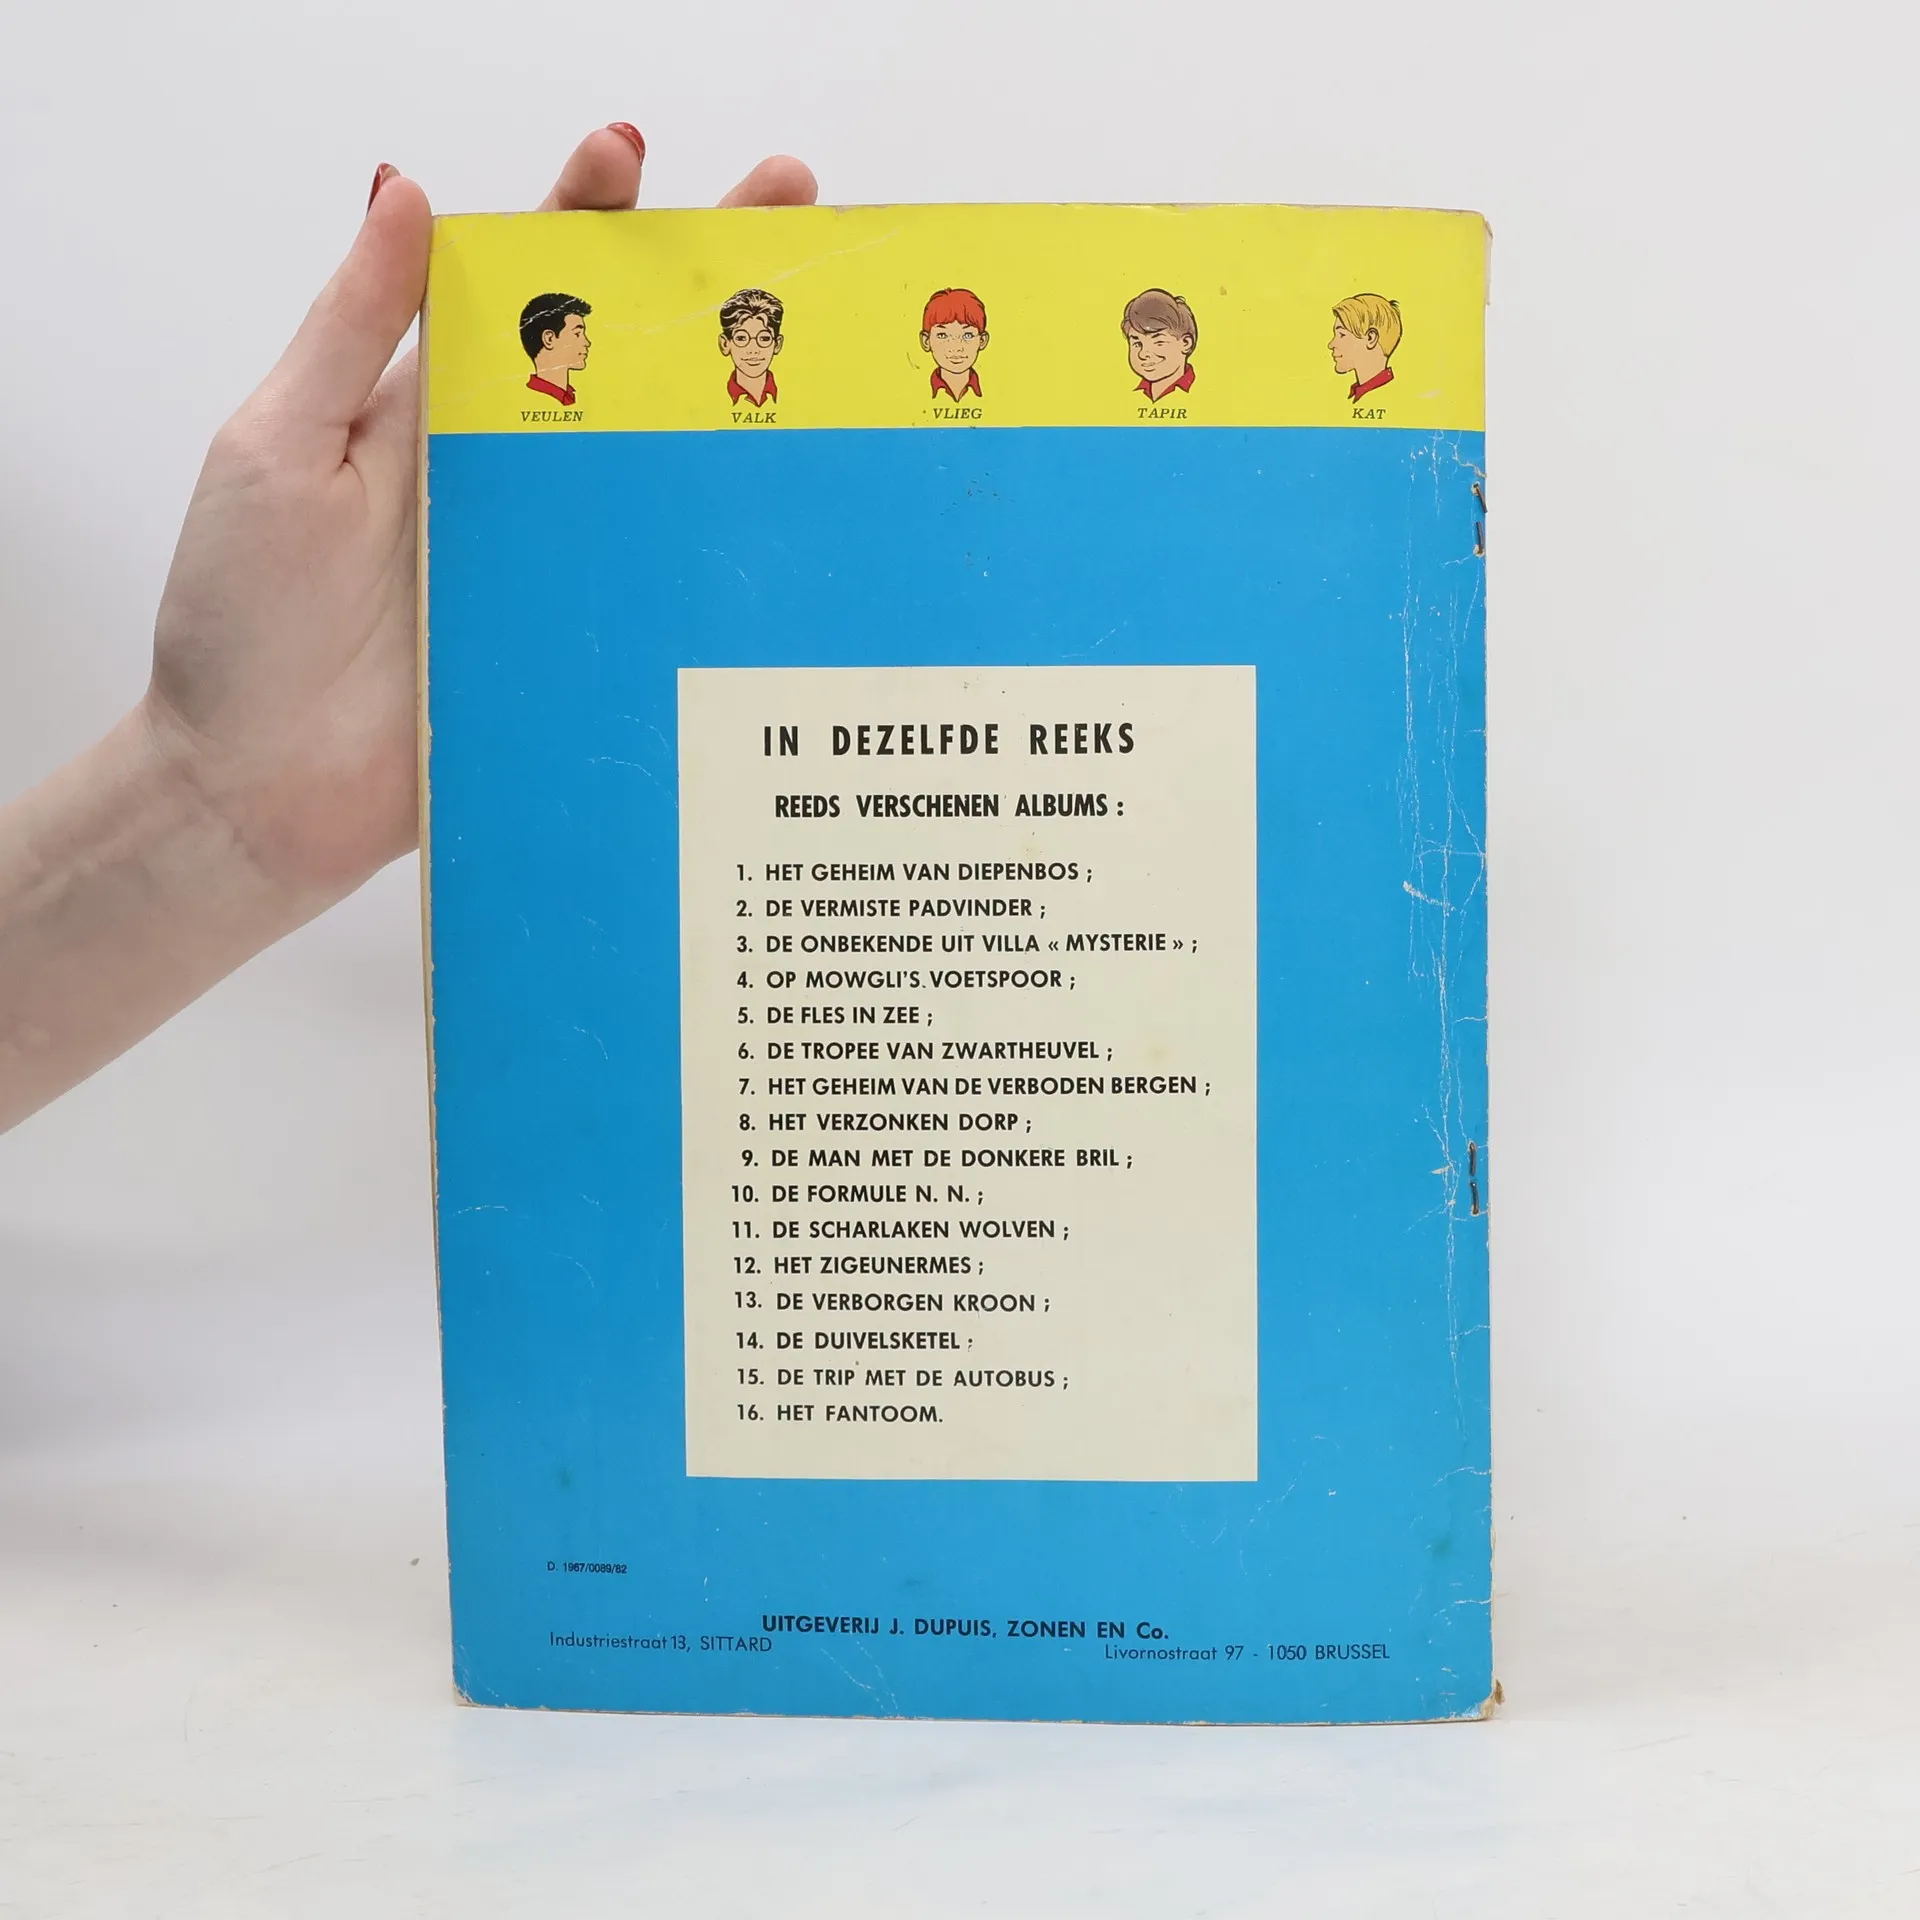 VEULEN VALK VLIEG TAPIR KAT
IN DEZELFDE REEKS
REEDS VERSCHENEN ALBUMS :
1. HET GEHEIM VAN DIEPENBOS ;
2. DE VERMISTE PADVINDER ;
3. DE ONBEKENDE UIT VILLA « MYSTERIE » ;
4. OP MOWGLI'S VOETSPOOR ;
5. DE FLES IN ZEE ;
6. DE TROPEE VAN ZWARTHEUVEL ;
7. HET GEHEIM VAN DE VERBODEN BERGEN ;
8. HET VERZONKEN DORP ;
9. DE MAN MET DE DONKERE BRIL ;
10. DE FORMULE N. N. ;
11. DE SCHARLAKEN WOLVEN ;
12. HET ZIGEUNERMES ;
13. DE VERBORGEN KROON ;
14. DE DUIVELSKETEL ;
15. DE TRIP MET DE AUTOBUS ;
16. HET FANTOOM.
D. 1967/0089/82
UITGEVERIJ J. DUPUIS, ZONEN EN Co.
Industriestraat 13, SITTARD Livornostraat 97 - 1050 BRUSSEL